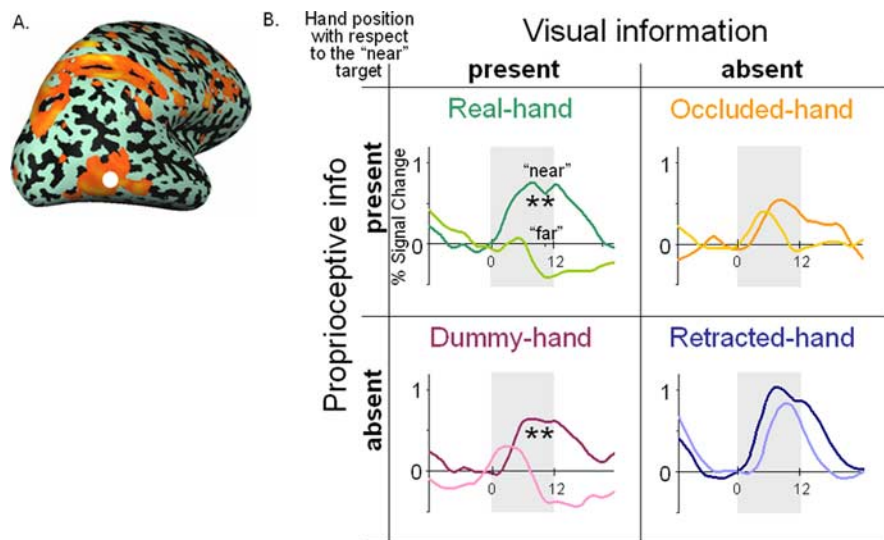 A.
B.
Hand position
with respect
to the “near”
target
Visual information
present
absent
Proprioceptive info
present
absent
Real-hand
% Signal Change
1
0
“near”
**
“far”
0
12
Occluded-hand
1
0
0
12
Dummy-hand
1
0
**
0
12
Retracted-hand
1
0
0
12